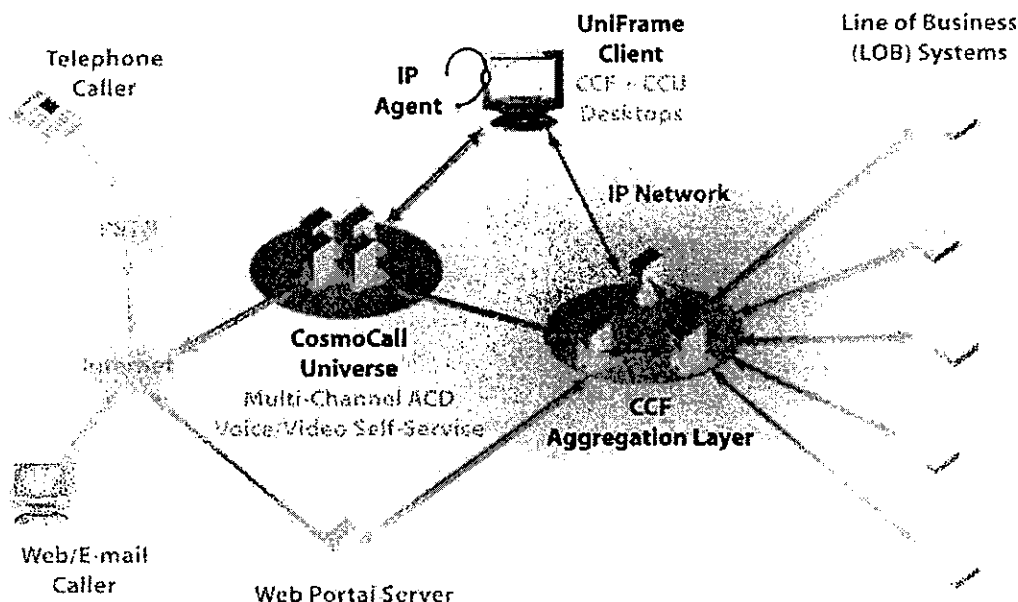 Telephone
Caller
IP
Agent
UniFrame
Client
CCF + CCU
Desktops
Line of Business
(LOB) Systems
IP Network
PSTN
Internet
CosmoCall
Universe
Multi-Channel ACD
Voice/Video Self-Service
CCF
Aggregation Layer
Web/E-mail
Caller
Web Portal Server